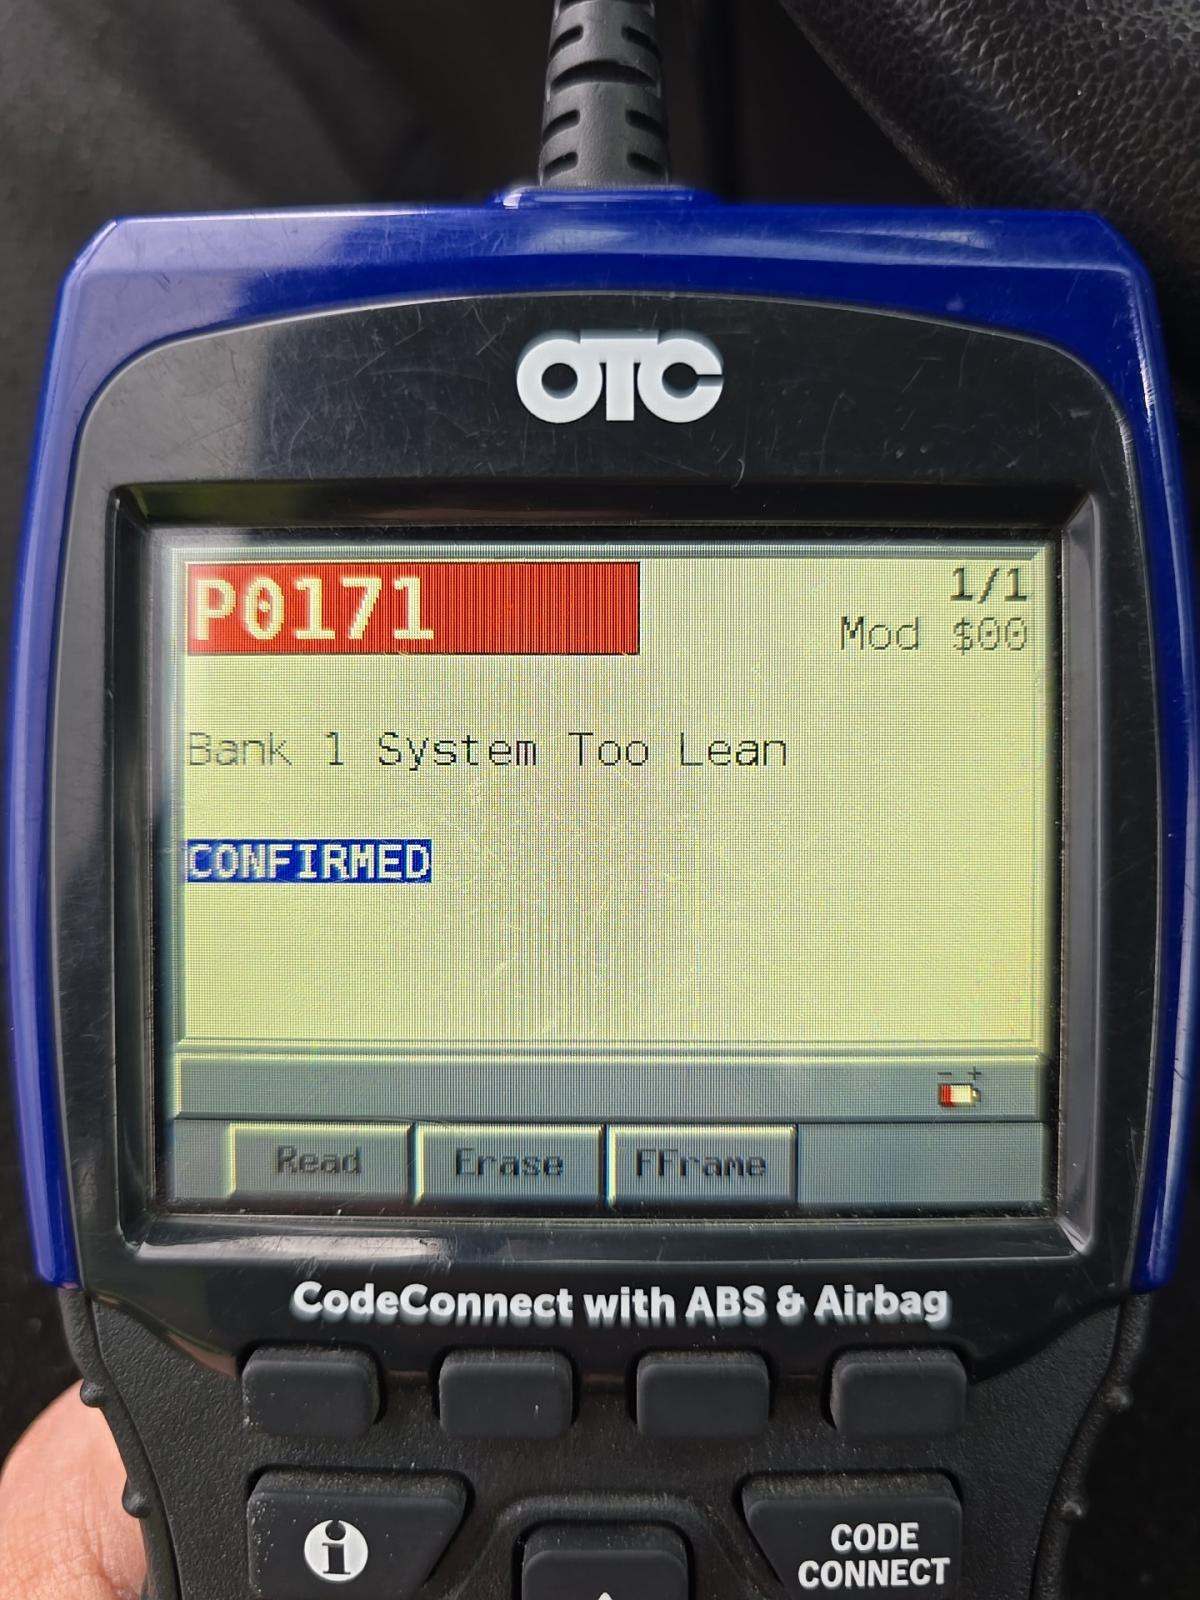 OTC
P0171
1/1
Mod $00
Bank 1 System Too Lean
CONFIRMED
- +
Read Erase FFrame
CodeConnect with ABS & Airbag
i
CODE
CONNECT